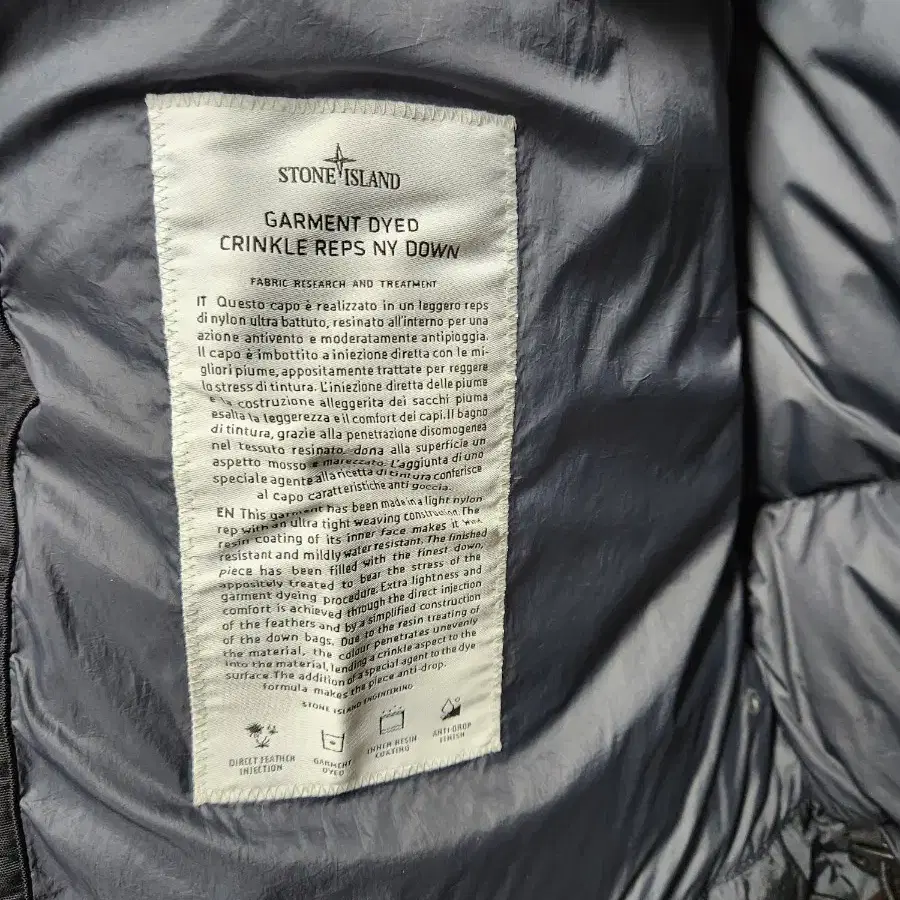 STONE ISLAND
GARMENT DYED
CRINKLE REPS NY DOWN
FABRIC RESEARCH AND TREATMENT
IT Questo capo è realizzato in un leggero reps
di nylon ultra battuto, resinato all'interno per una
azione antivento e moderatamente antipioggia.
Il capo è imbottito a iniezione diretta con le mi-
gliori piume, appositamente trattate per reggere
lo stress di tintura. L'iniezione diretta delle piume
e la costruzione alleggerita dei sacchi piuma
esalta la leggerezza e il comfort dei capi. Il bagno
di tintura, grazie alla penetrazione disomogenea
nel tessuto resinato, dona alla superficie un
aspetto mosso e marezzato. L'aggiunta di uno
speciale agente alla ricetta di tintura conferisce
al capo caratteristiche anti goccia.
EN This garment has been made in a light nylon
rep with an ultra tight weaving construction. The
resin coating of its inner face makes it
resistant and mildly water resistant. The finished
piece has been filled with the finest down,
appositely treated to bear the stress of the
garment dyeing procedure. Extra lightness and
comfort is achieved through the direct injection
of the feathers and by a simplified construction
of the down bags. Due to the resin treating of
the material, the colour penetrates unevenly
into the material, lending a crinkle aspect to the
surface. The addition of a special agent to the dye
formula makes the piece anti-drop.
STONE ISLAND ENGINEERING
DIRECT FEATHER
INJECTION
GARMENT
DYED
INNER RESIN
COATING
ANTI DROP
FINISH